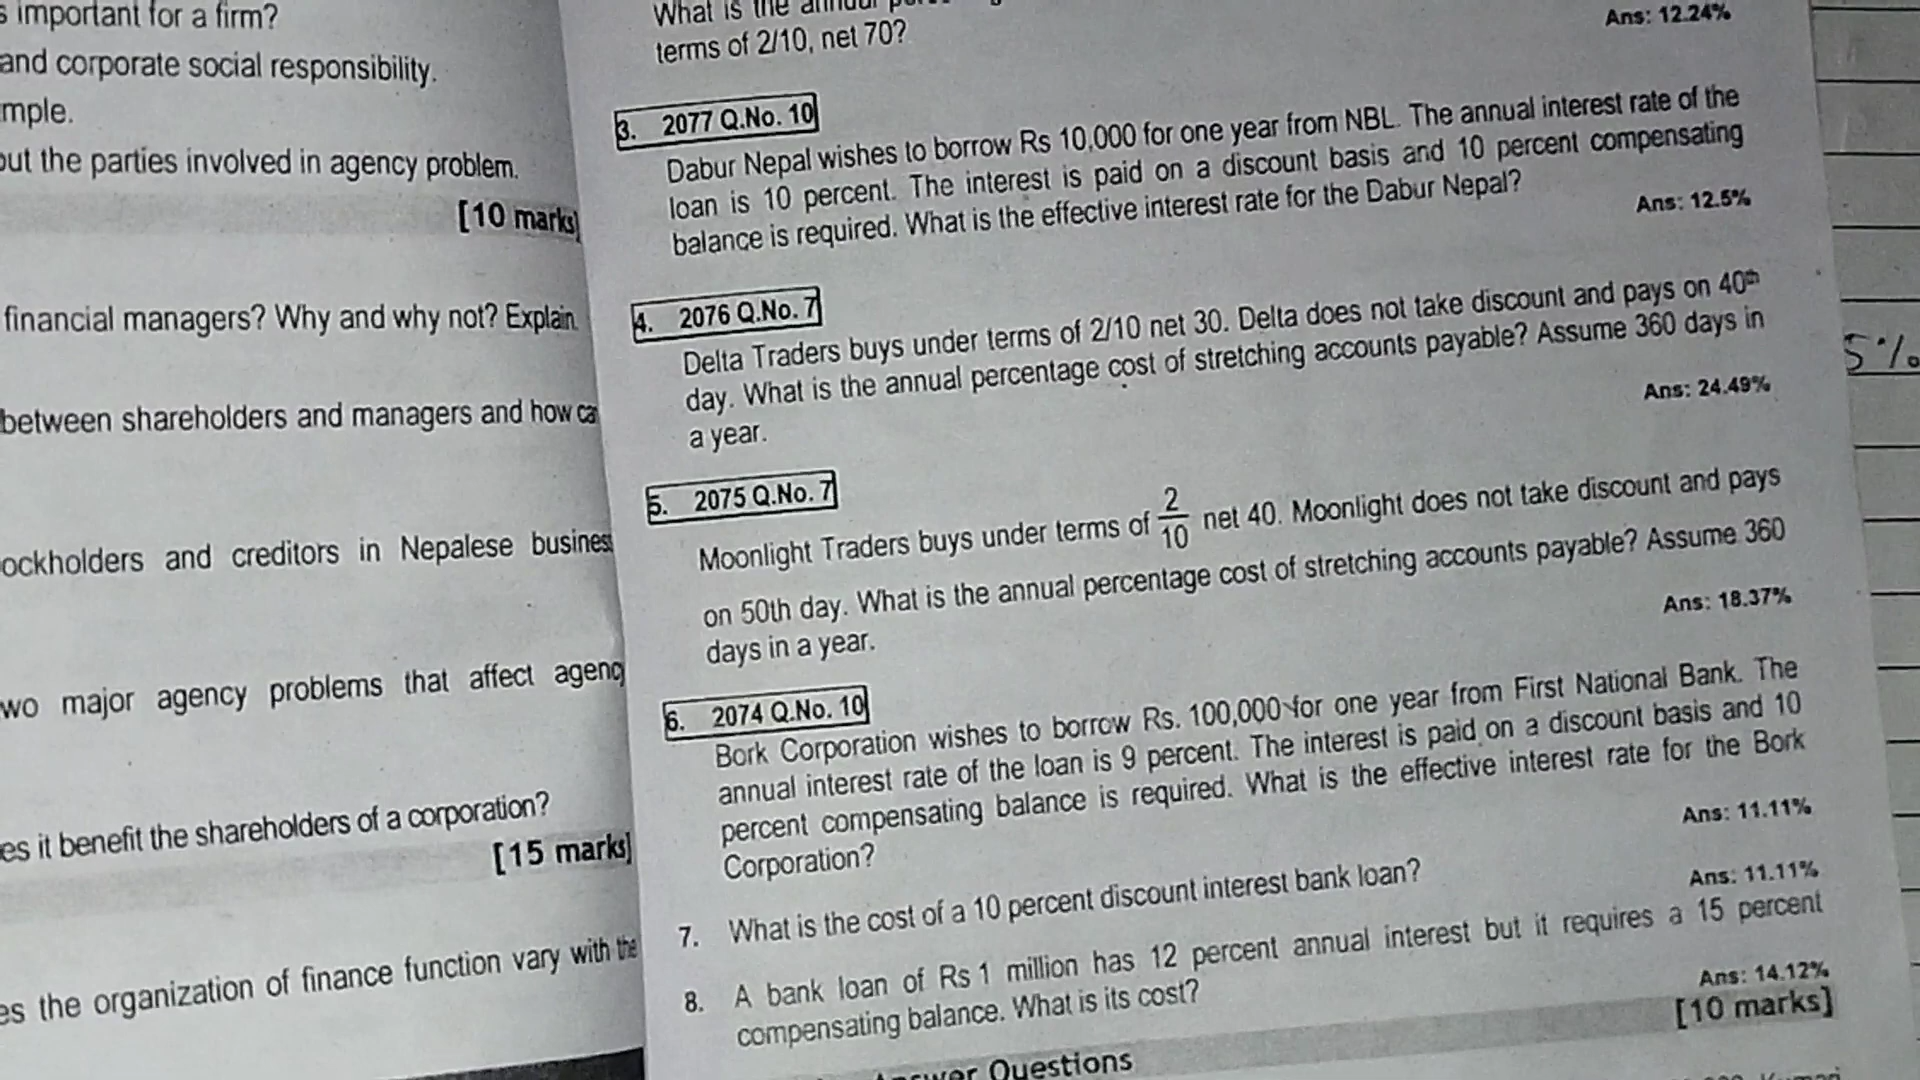 important for a firm?
and corporate social responsibility.
out the parties involved in agency problem.
[10 marks]
financial managers? Why and why not? Explain
between shareholders and managers and how
and creditors in Nepalese
major agency problems that affect
it benefit the shareholders of a corporation?
[15 marks]
the organization of finance function vary with the
What is the
terms of 2/10, net 70?
Ans: 12.24%
3. 2077 Q.No. 10
Dabur Nepal wishes to borrow Rs 10,000 for one year from NBL. The annual interest rate of the
loan is 10 percent. The interest is paid on a discount basis and 10 percent compensating
balance is required. What is the effective interest rate for the Dabur Nepal?
Ans: 12.5%
4. 2076 Q.No. 7
Delta Traders buys under terms of 2/10 net 30. Delta does not take discount and pays on 40th
day. What is the annual percentage cost of stretching accounts payable? Assume 360 days in
a year.
Ans: 24.49%
5. 2075 Q.No. 7
Moonlight Traders buys under terms of 2/10 net 40. Moonlight does not take discount and pays
on 50th day. What is the annual percentage cost of stretching accounts payable? Assume 360
days in a year.
Ans: 18.37%
6. 2074 Q.No. 10
Bork Corporation wishes to borrow Rs. 100,000 for one year from First National Bank. The
annual interest rate of the loan is 9 percent. The interest is paid on a discount basis and 10
percent compensating balance is required. What is the effective interest rate for the Bork
Corporation?
Ans: 11.11%
7. What is the cost of a 10 percent discount interest bank loan?
Ans: 11.11%
8. A bank loan of Rs 1 million has 12 percent annual interest but it requires a 15 percent
compensating balance. What is its cost?
Ans: 14.12%
[10 marks]
Questions
5%